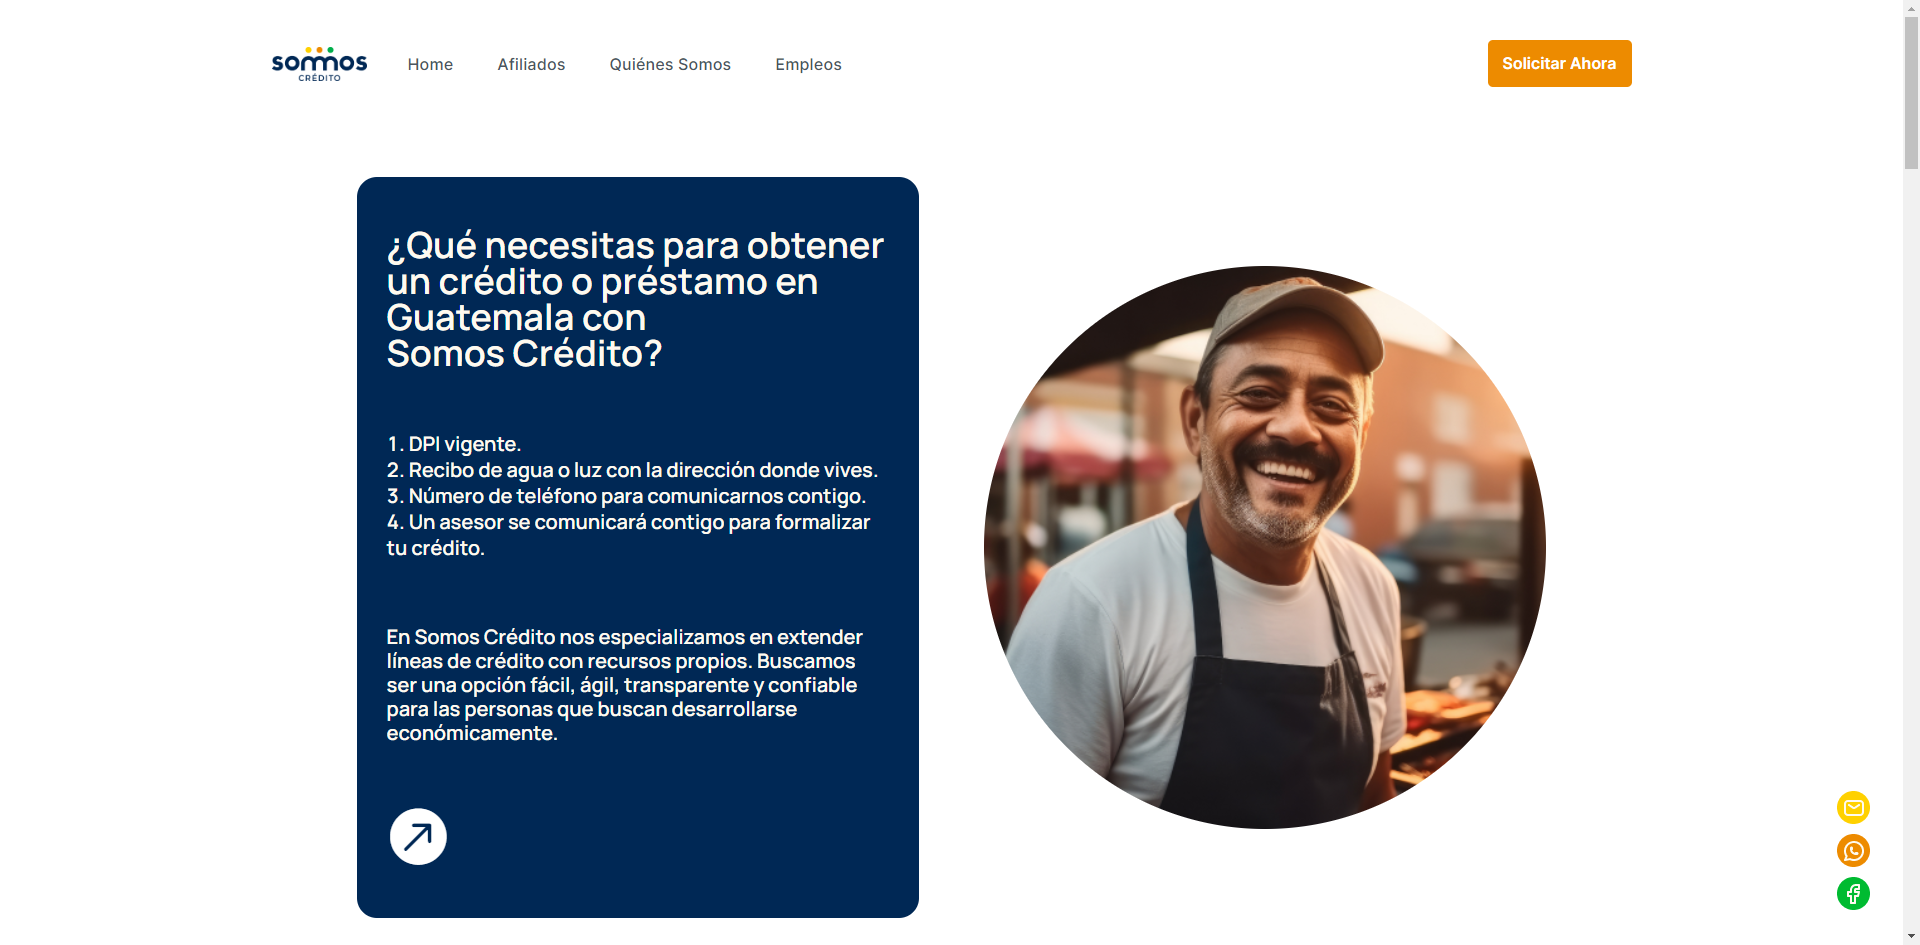 sommos
CRÉDITO
Home
Afiliados
Quiénes Somos
Empleos
Solicitar Ahora
¿Qué necesitas para obtener
un crédito o préstamo en
Guatemala con
Somos Crédito?
1. DPI vigente.
2. Recibo de agua o luz con la dirección donde vives.
3. Número de teléfono para comunicarnos contigo.
4. Un asesor se comunicará contigo para formalizar
tu crédito.
En Somos Crédito nos especializamos en extender
líneas de crédito con recursos propios. Buscamos
ser una opción fácil, ágil, transparente y confiable
para las personas que buscan desarrollarse
económicamente.